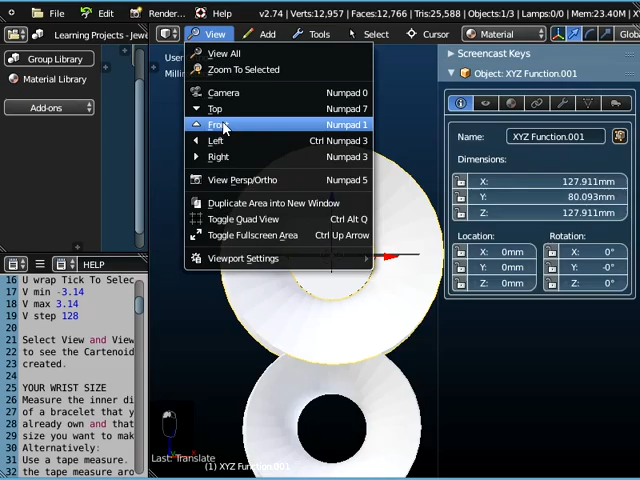 File Edit Render... Help v2.74 | Verts:12,957 | Faces:12,766 | Tris:25,588 | Objects:1/3 | Lamps:0/0 | Mem:23.40M
Learning Projects - Jew View Add Tools Select Cursor Material
Group Library
Material Library
Add-ons
User
Millim
View All
Zoom To Selected
Camera Numpad 0
Top Numpad 7
Front Numpad 1
Left Ctrl Numpad 3
Right Numpad 3
View Persp/Ortho Numpad 5
Duplicate Area into New Window
Toggle Quad View Ctrl Alt Q
Toggle Fullscreen Area Ctrl Up Arrow
Viewport Settings
Screencast Keys
Object: XYZ Function.001
Name: XYZ Function.001
Dimensions:
X: 127.911mm
Y: 80.093mm
Z: 127.911mm
Location: Rotation:
X: 0mm X: 0°
Y: 0mm Y: -0°
Z: 0mm Z: 0°
HELP
16 U wrap Tick To Selec
17 V min -3.14
18 V max 3.14
19 V step 128
20
21 Select View and View
22 to see the Cartenoid
23 created.
24
25 YOUR WRIST SIZE
26 Measure the inner di
27 of a bracelet that y
28 already own and that
29 size you want to mak
30 Alternatively:
31 Use a tape measure.
32 the tape measure aro
Last: Translate
(1) XYZ Function.001